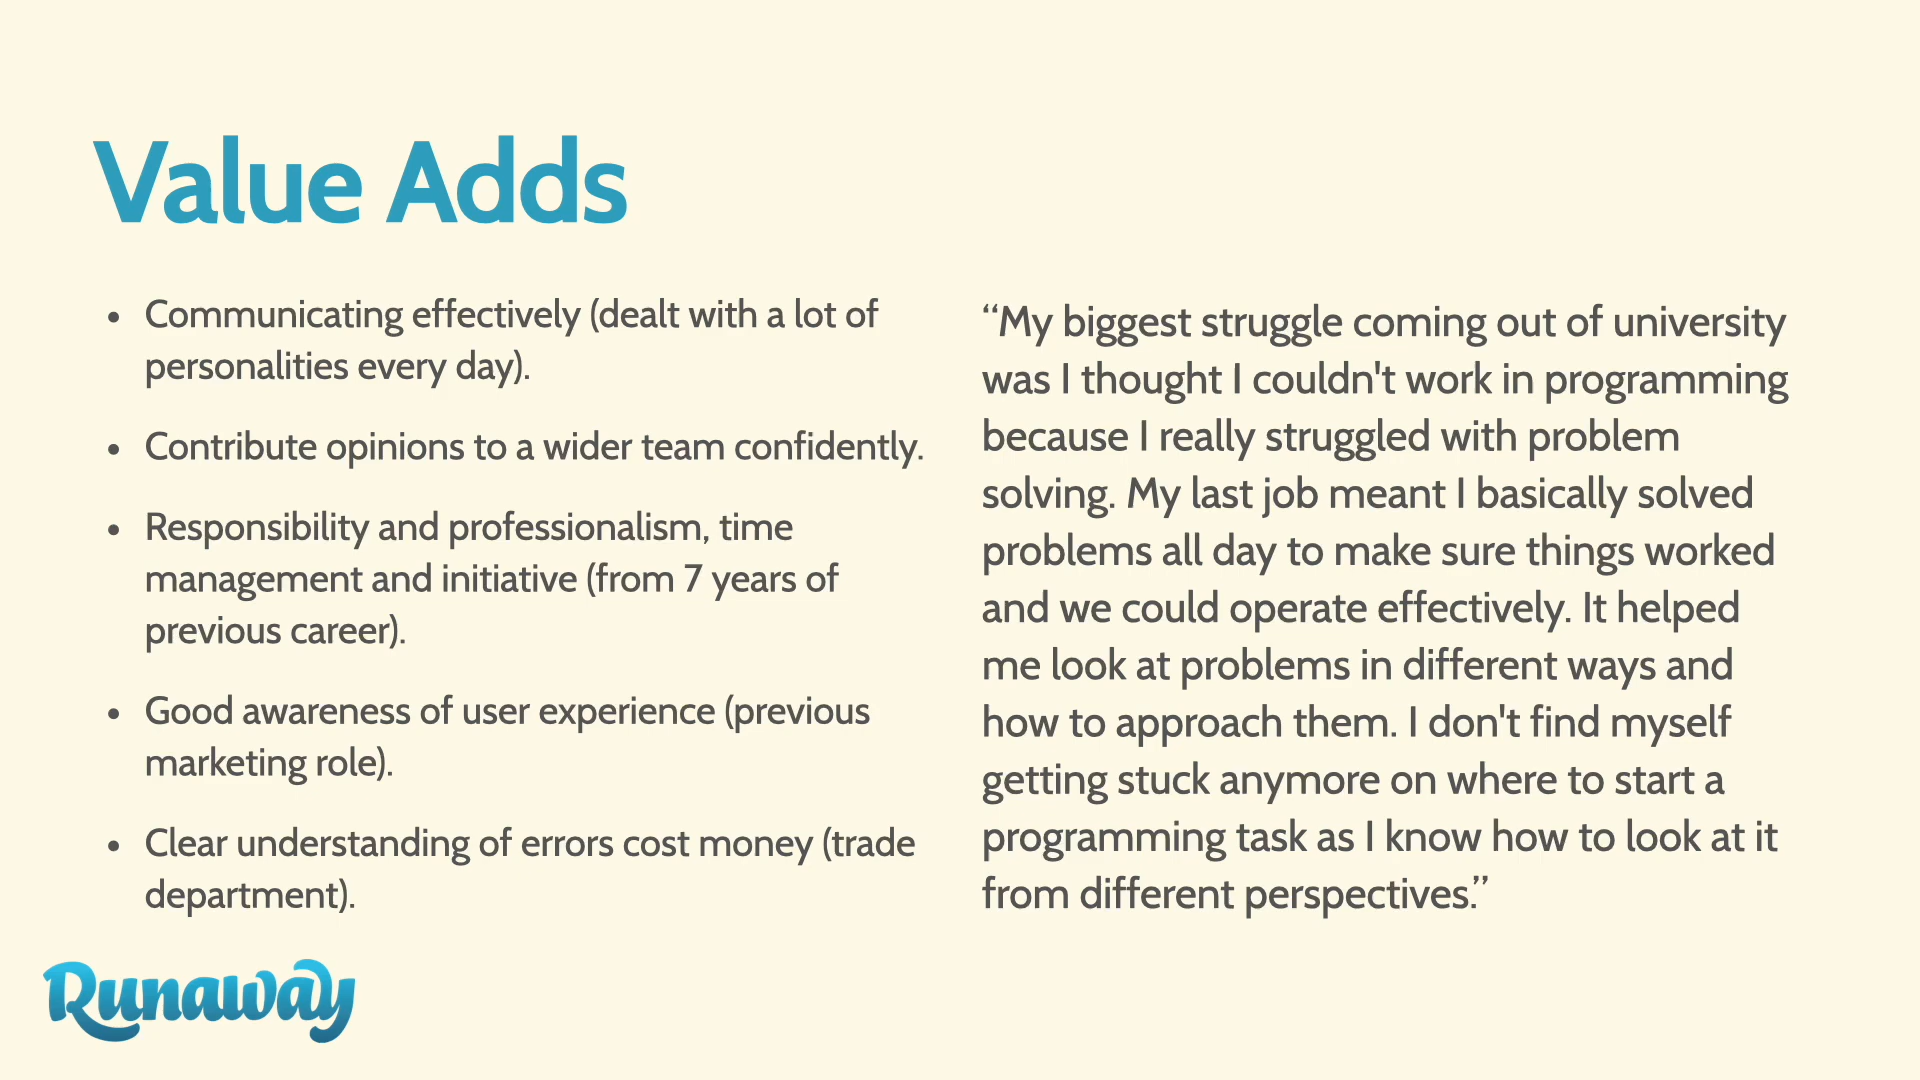 Value Adds
• Communicating effectively (dealt with a lot of
personalities every day).
• Contribute opinions to a wider team confidently.
• Responsibility and professionalism, time
management and initiative (from 7 years of
previous career).
• Good awareness of user experience (previous
marketing role).
• Clear understanding of errors cost money (trade
department).
“My biggest struggle coming out of university
was I thought I couldn't work in programming
because I really struggled with problem
solving. My last job meant I basically solved
problems all day to make sure things worked
and we could operate effectively. It helped
me look at problems in different ways and
how to approach them. I don't find myself
getting stuck anymore on where to start a
programming task as I know how to look at it
from different perspectives.”
Runaway